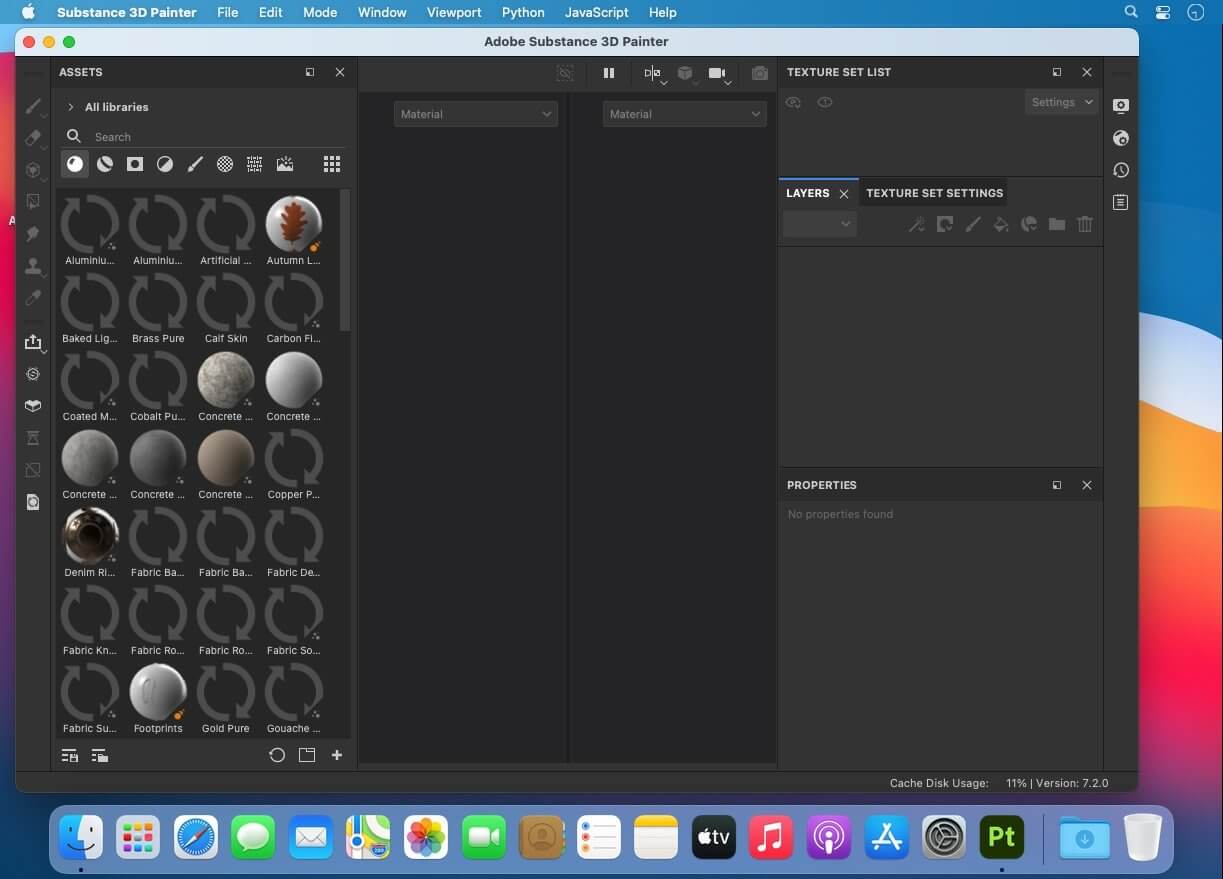 Substance 3D Painter File Edit Mode Window Viewport Python JavaScript Help
Adobe Substance 3D Painter
ASSETS
All libraries
Search
Aluminiu... Aluminiu... Artificial ... Autumn L...
Baked Lig... Brass Pure Calf Skin Carbon Fi...
Coated M... Cobalt Pu... Concrete ... Concrete ...
Concrete ... Concrete ... Concrete ... Copper P...
Denim Ri... Fabric Ba... Fabric Ba... Fabric De...
Fabric Kn... Fabric Ro... Fabric Ro... Fabric So...
Fabric Su... Footprints Gold Pure Gouache ...
Material Material
TEXTURE SET LIST
Settings
LAYERS TEXTURE SET SETTINGS
PROPERTIES
No properties found
Cache Disk Usage: 11% | Version: 7.2.0
A
tv Pt